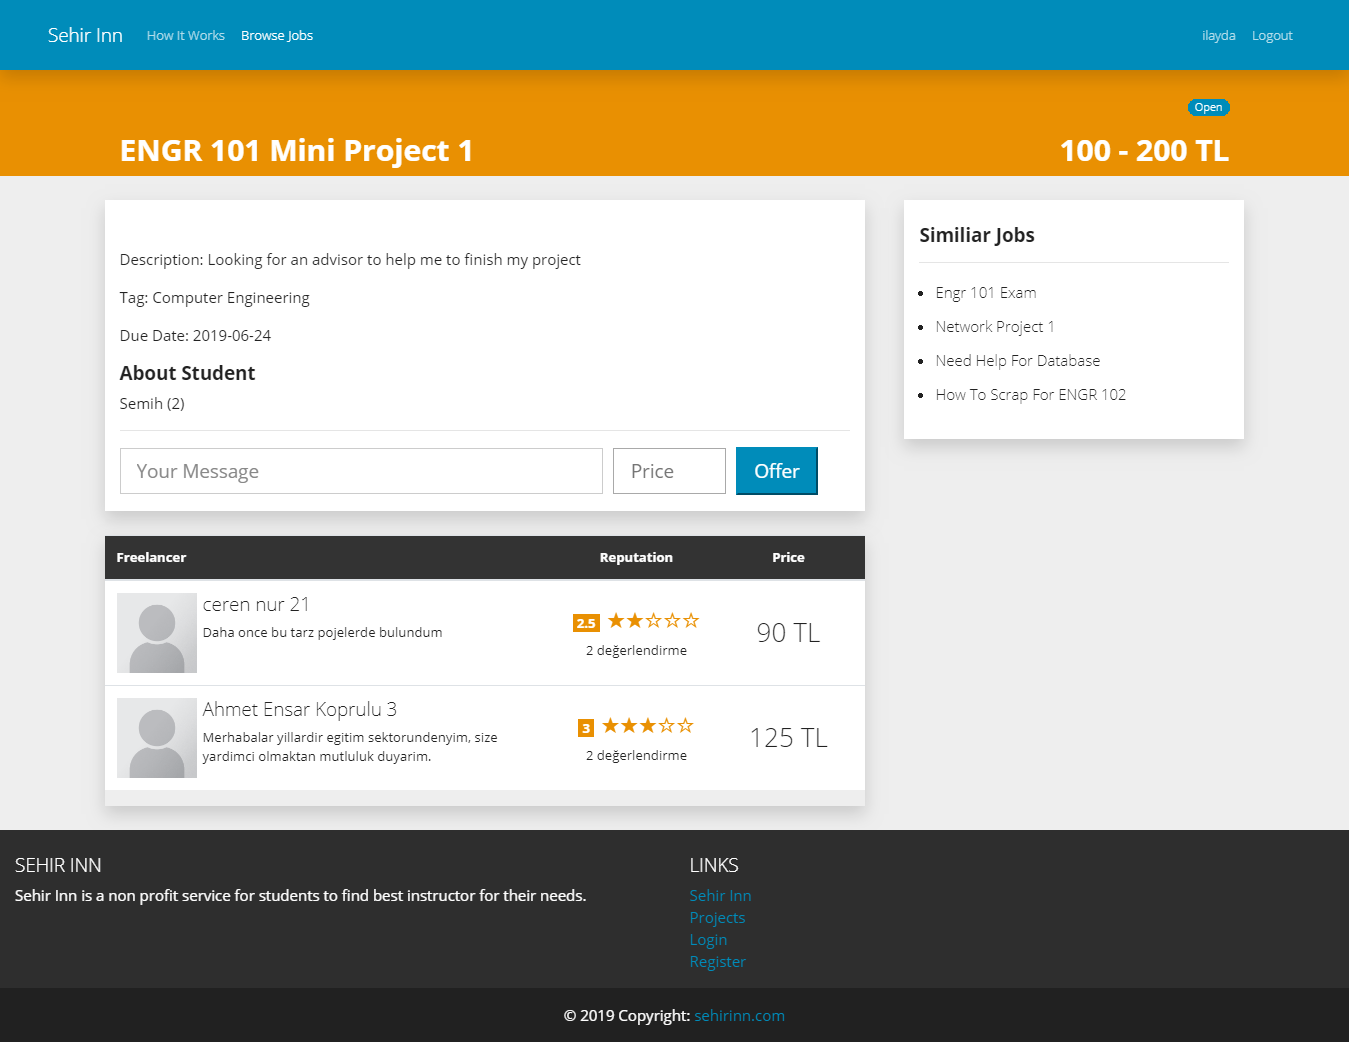 Sehir Inn How It Works Browse Jobs ilayda Logout
Open
ENGR 101 Mini Project 1 100 - 200 TL
Description: Looking for an advisor to help me to finish my project
Tag: Computer Engineering
Due Date: 2019-06-24
About Student
Semih (2)
Your Message Price Offer
Similiar Jobs
Engr 101 Exam
Network Project 1
Need Help For Database
How To Scrap For ENGR 102
Freelancer Reputation Price
ceren nur 21
Daha once bu tarz pojelerde bulundum
2.5
2 değerlendirme
90 TL
Ahmet Ensar Koprulu 3
Merhabalar yillardir egitim sektorundenyim, size
yardimci olmaktan mutluluk duyarim.
3
2 değerlendirme
125 TL
SEHIR INN
Sehir Inn is a non profit service for students to find best instructor for their needs.
LINKS
Sehir Inn
Projects
Login
Register
© 2019 Copyright: sehirinn.com